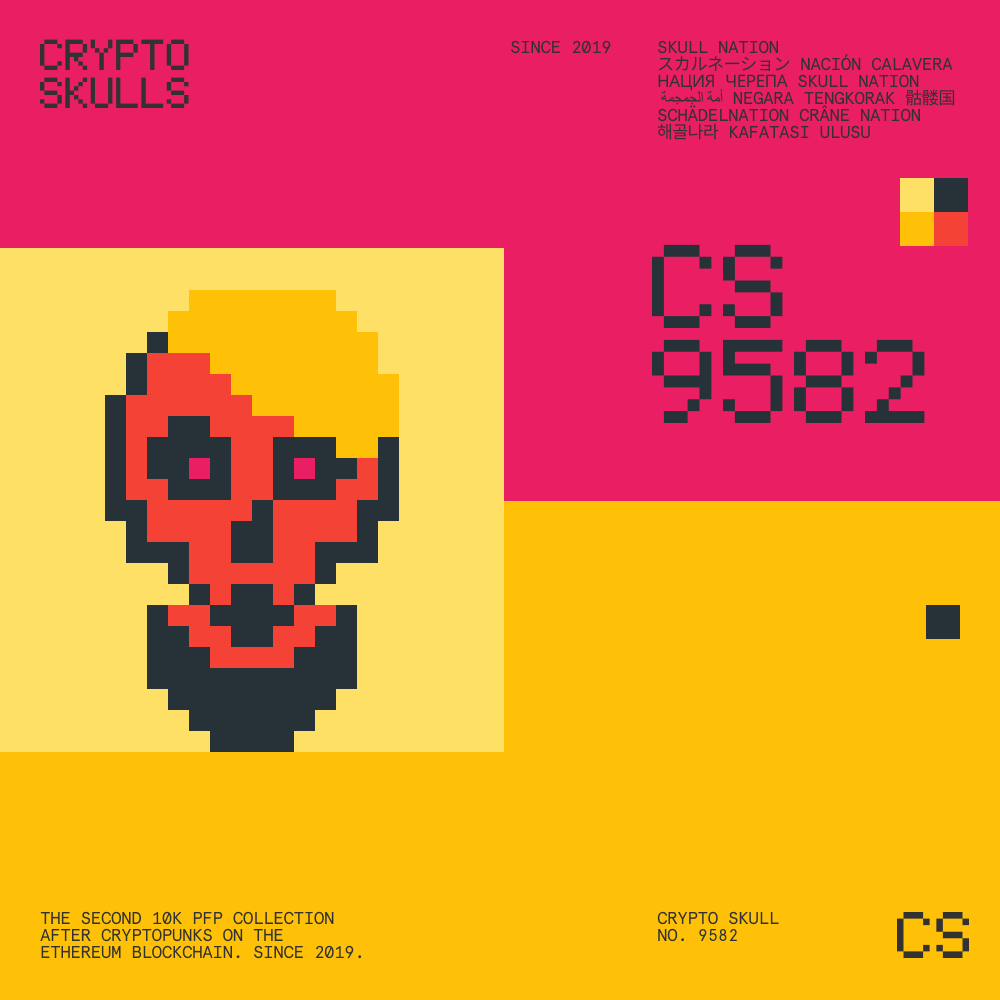 CRYPTO
SKULLS
SINCE 2019
SKULL NATION
スカルネーション NACIÓN CALAVERA
НАЦИЯ ЧЕРЕПА SKULL NATION
أمة الجمجمة NEGARA TENGKORAK 骷髅国
SCHÄDELNATION CRÂNE NATION
해골나라 KAFATASI ULUSU
CS
9582
THE SECOND 10K PFP COLLECTION
AFTER CRYPTOPUNKS ON THE
ETHEREUM BLOCKCHAIN. SINCE 2019.
CRYPTO SKULL
NO. 9582
CS